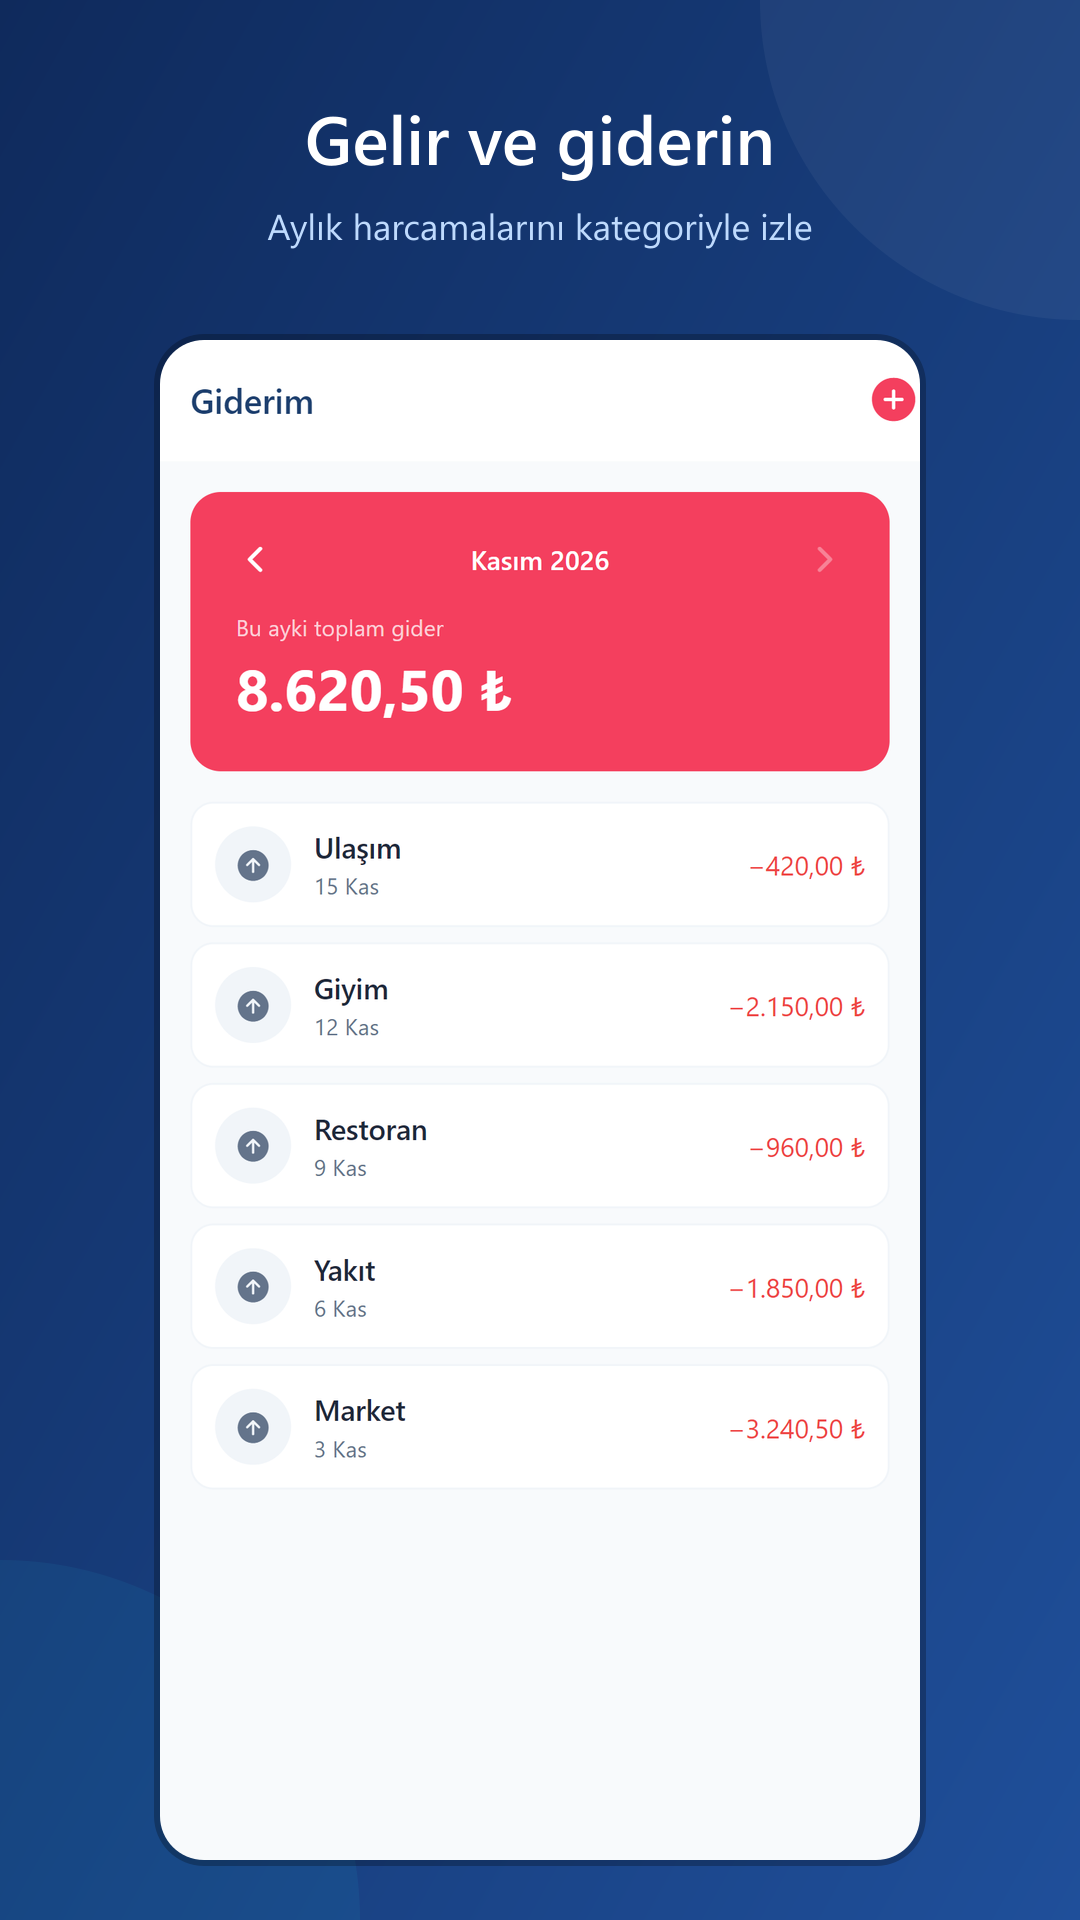 Gelir ve giderin
Aylık harcamalarını kategoriyle izle
Giderim
Kasım 2026
Bu ayki toplam gider
8.620,50 ₺
Ulaşım
15 Kas
−420,00 ₺
Giyim
12 Kas
−2.150,00 ₺
Restoran
9 Kas
−960,00 ₺
Yakıt
6 Kas
−1.850,00 ₺
Market
3 Kas
−3.240,50 ₺